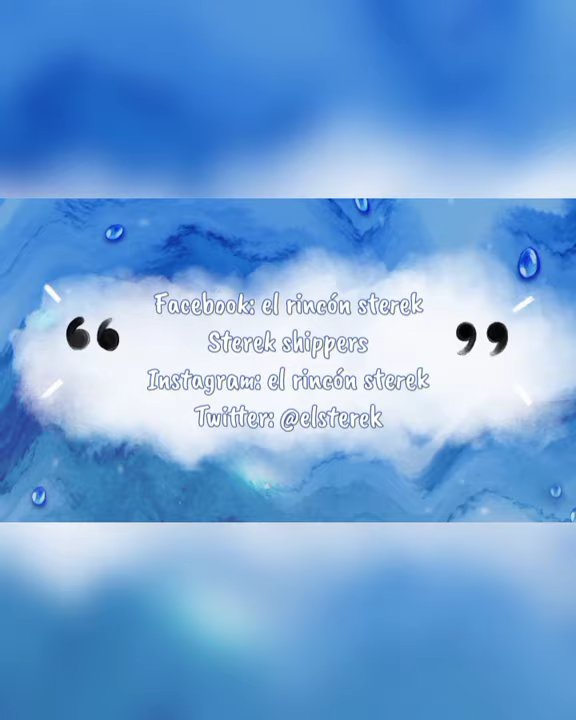 Facebook: el rincón sterek
Sterek shippers
Instagram: el rincón sterek
Twitter: @elsterek